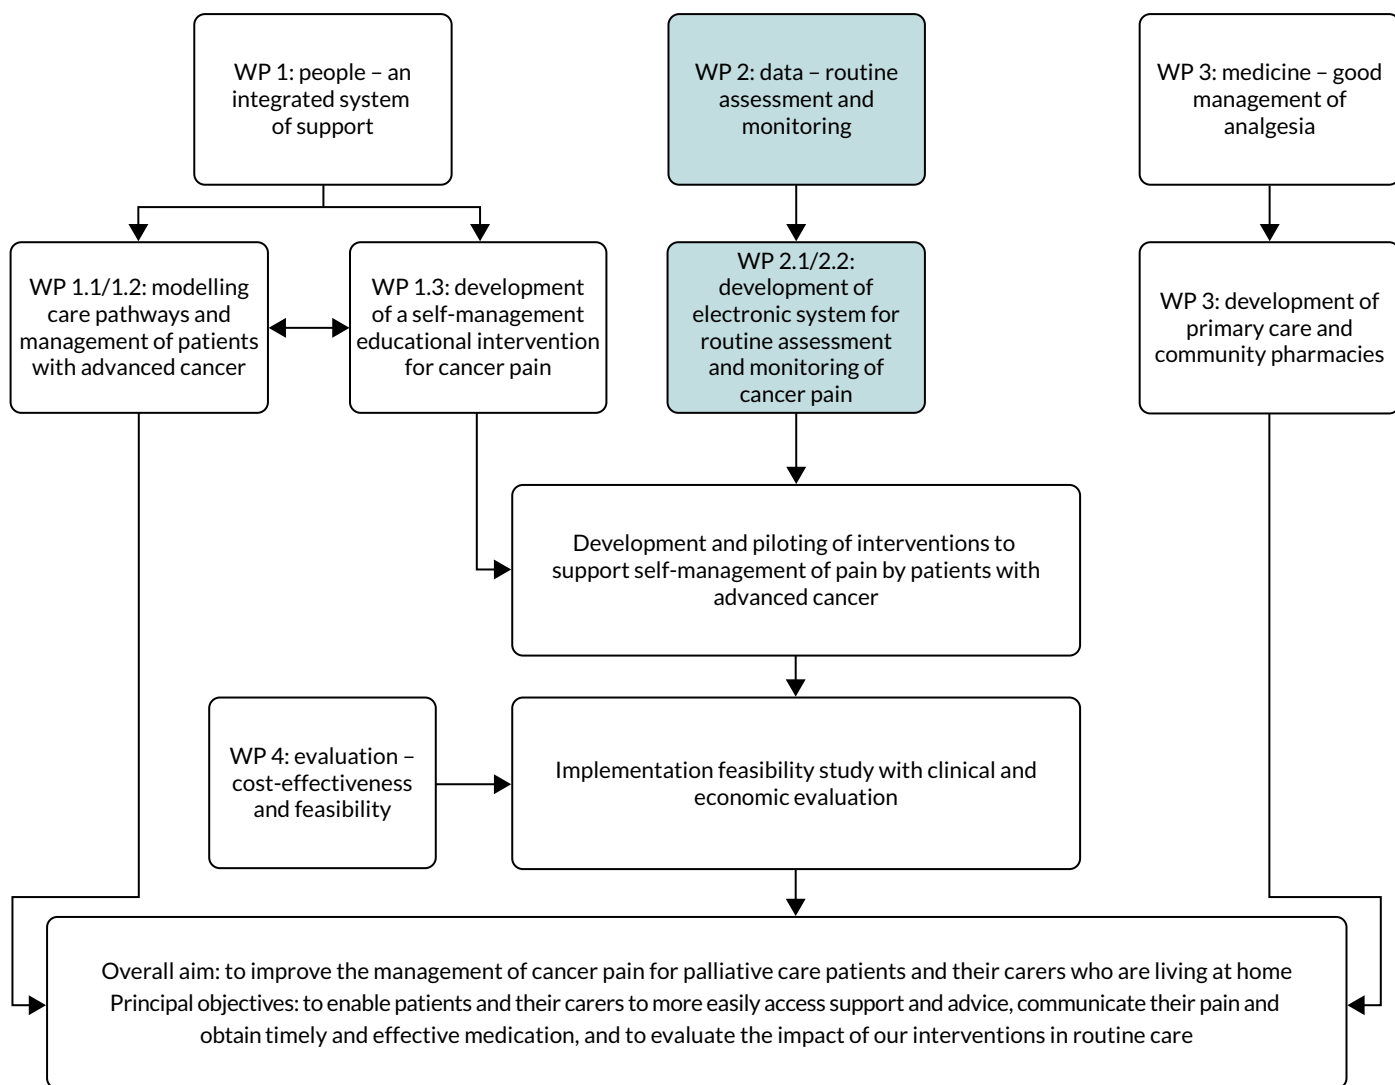 WP 1: people – an
integrated system
of support
WP 2: data – routine
assessment and
monitoring
WP 3: medicine – good
management of
analgesia
WP 1.1/1.2: modelling
care pathways and
management of patients
with advanced cancer
WP 1.3: development
of a self-management
educational intervention
for cancer pain
WP 2.1/2.2:
development of
electronic system for
routine assessment
and monitoring of
cancer pain
WP 3: development of
primary care and
community pharmacies
Development and piloting of interventions to
support self-management of pain by patients with
advanced cancer
WP 4: evaluation –
cost-effectiveness
and feasibility
Implementation feasibility study with clinical and
economic evaluation
Overall aim: to improve the management of cancer pain for palliative care patients and their carers who are living at home
Principal objectives: to enable patients and their carers to more easily access support and advice, communicate their pain and
obtain timely and effective medication, and to evaluate the impact of our interventions in routine care